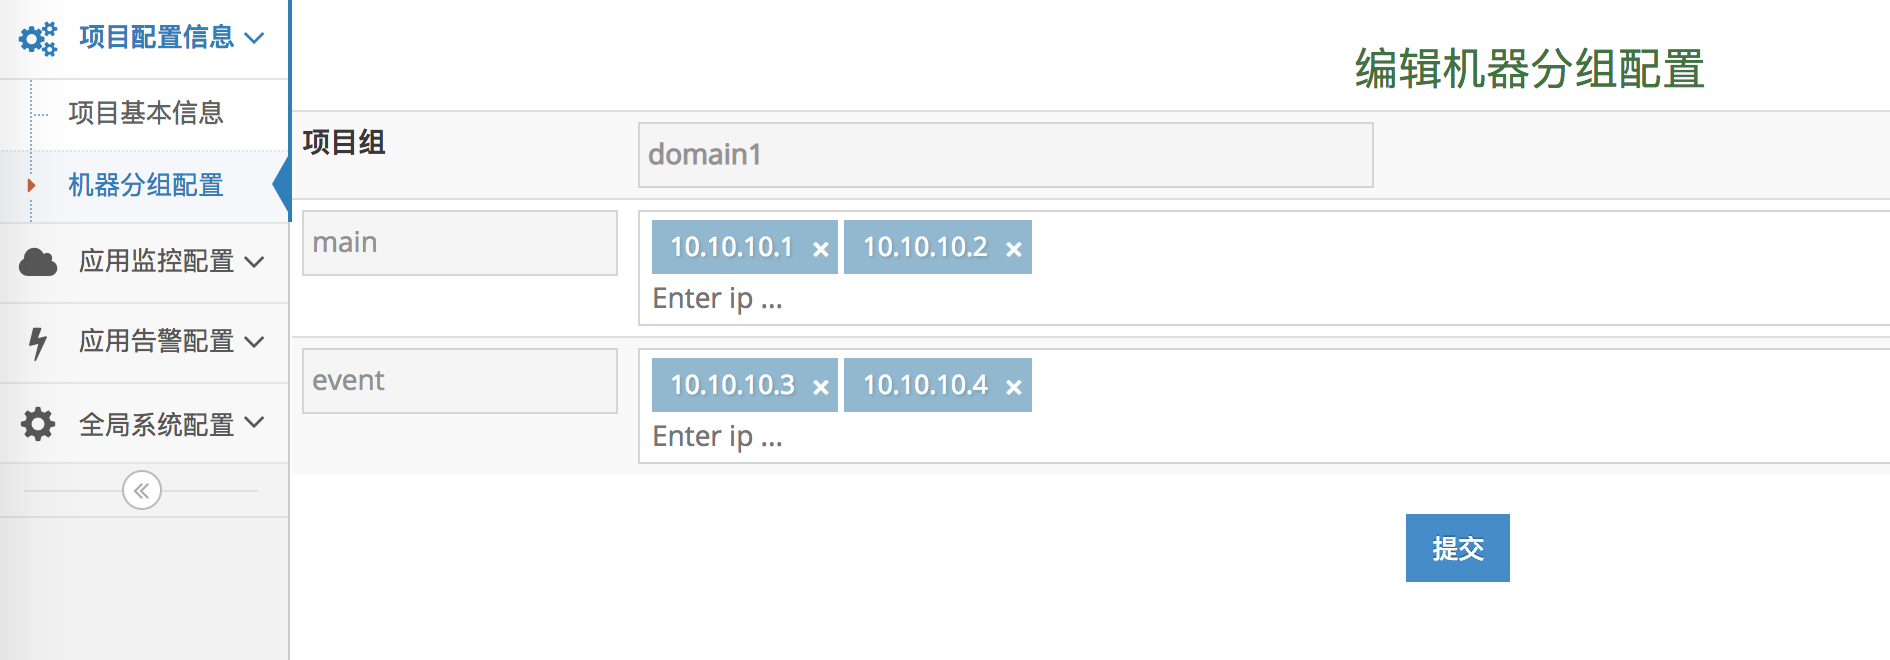 项目配置信息
项目基本信息
机器分组配置
应用监控配置
应用告警配置
全局系统配置
编辑机器分组配置
项目组
domain1
main
10.10.10.1 × 10.10.10.2 ×
Enter ip ...
event
10.10.10.3 × 10.10.10.4 ×
Enter ip ...
提交